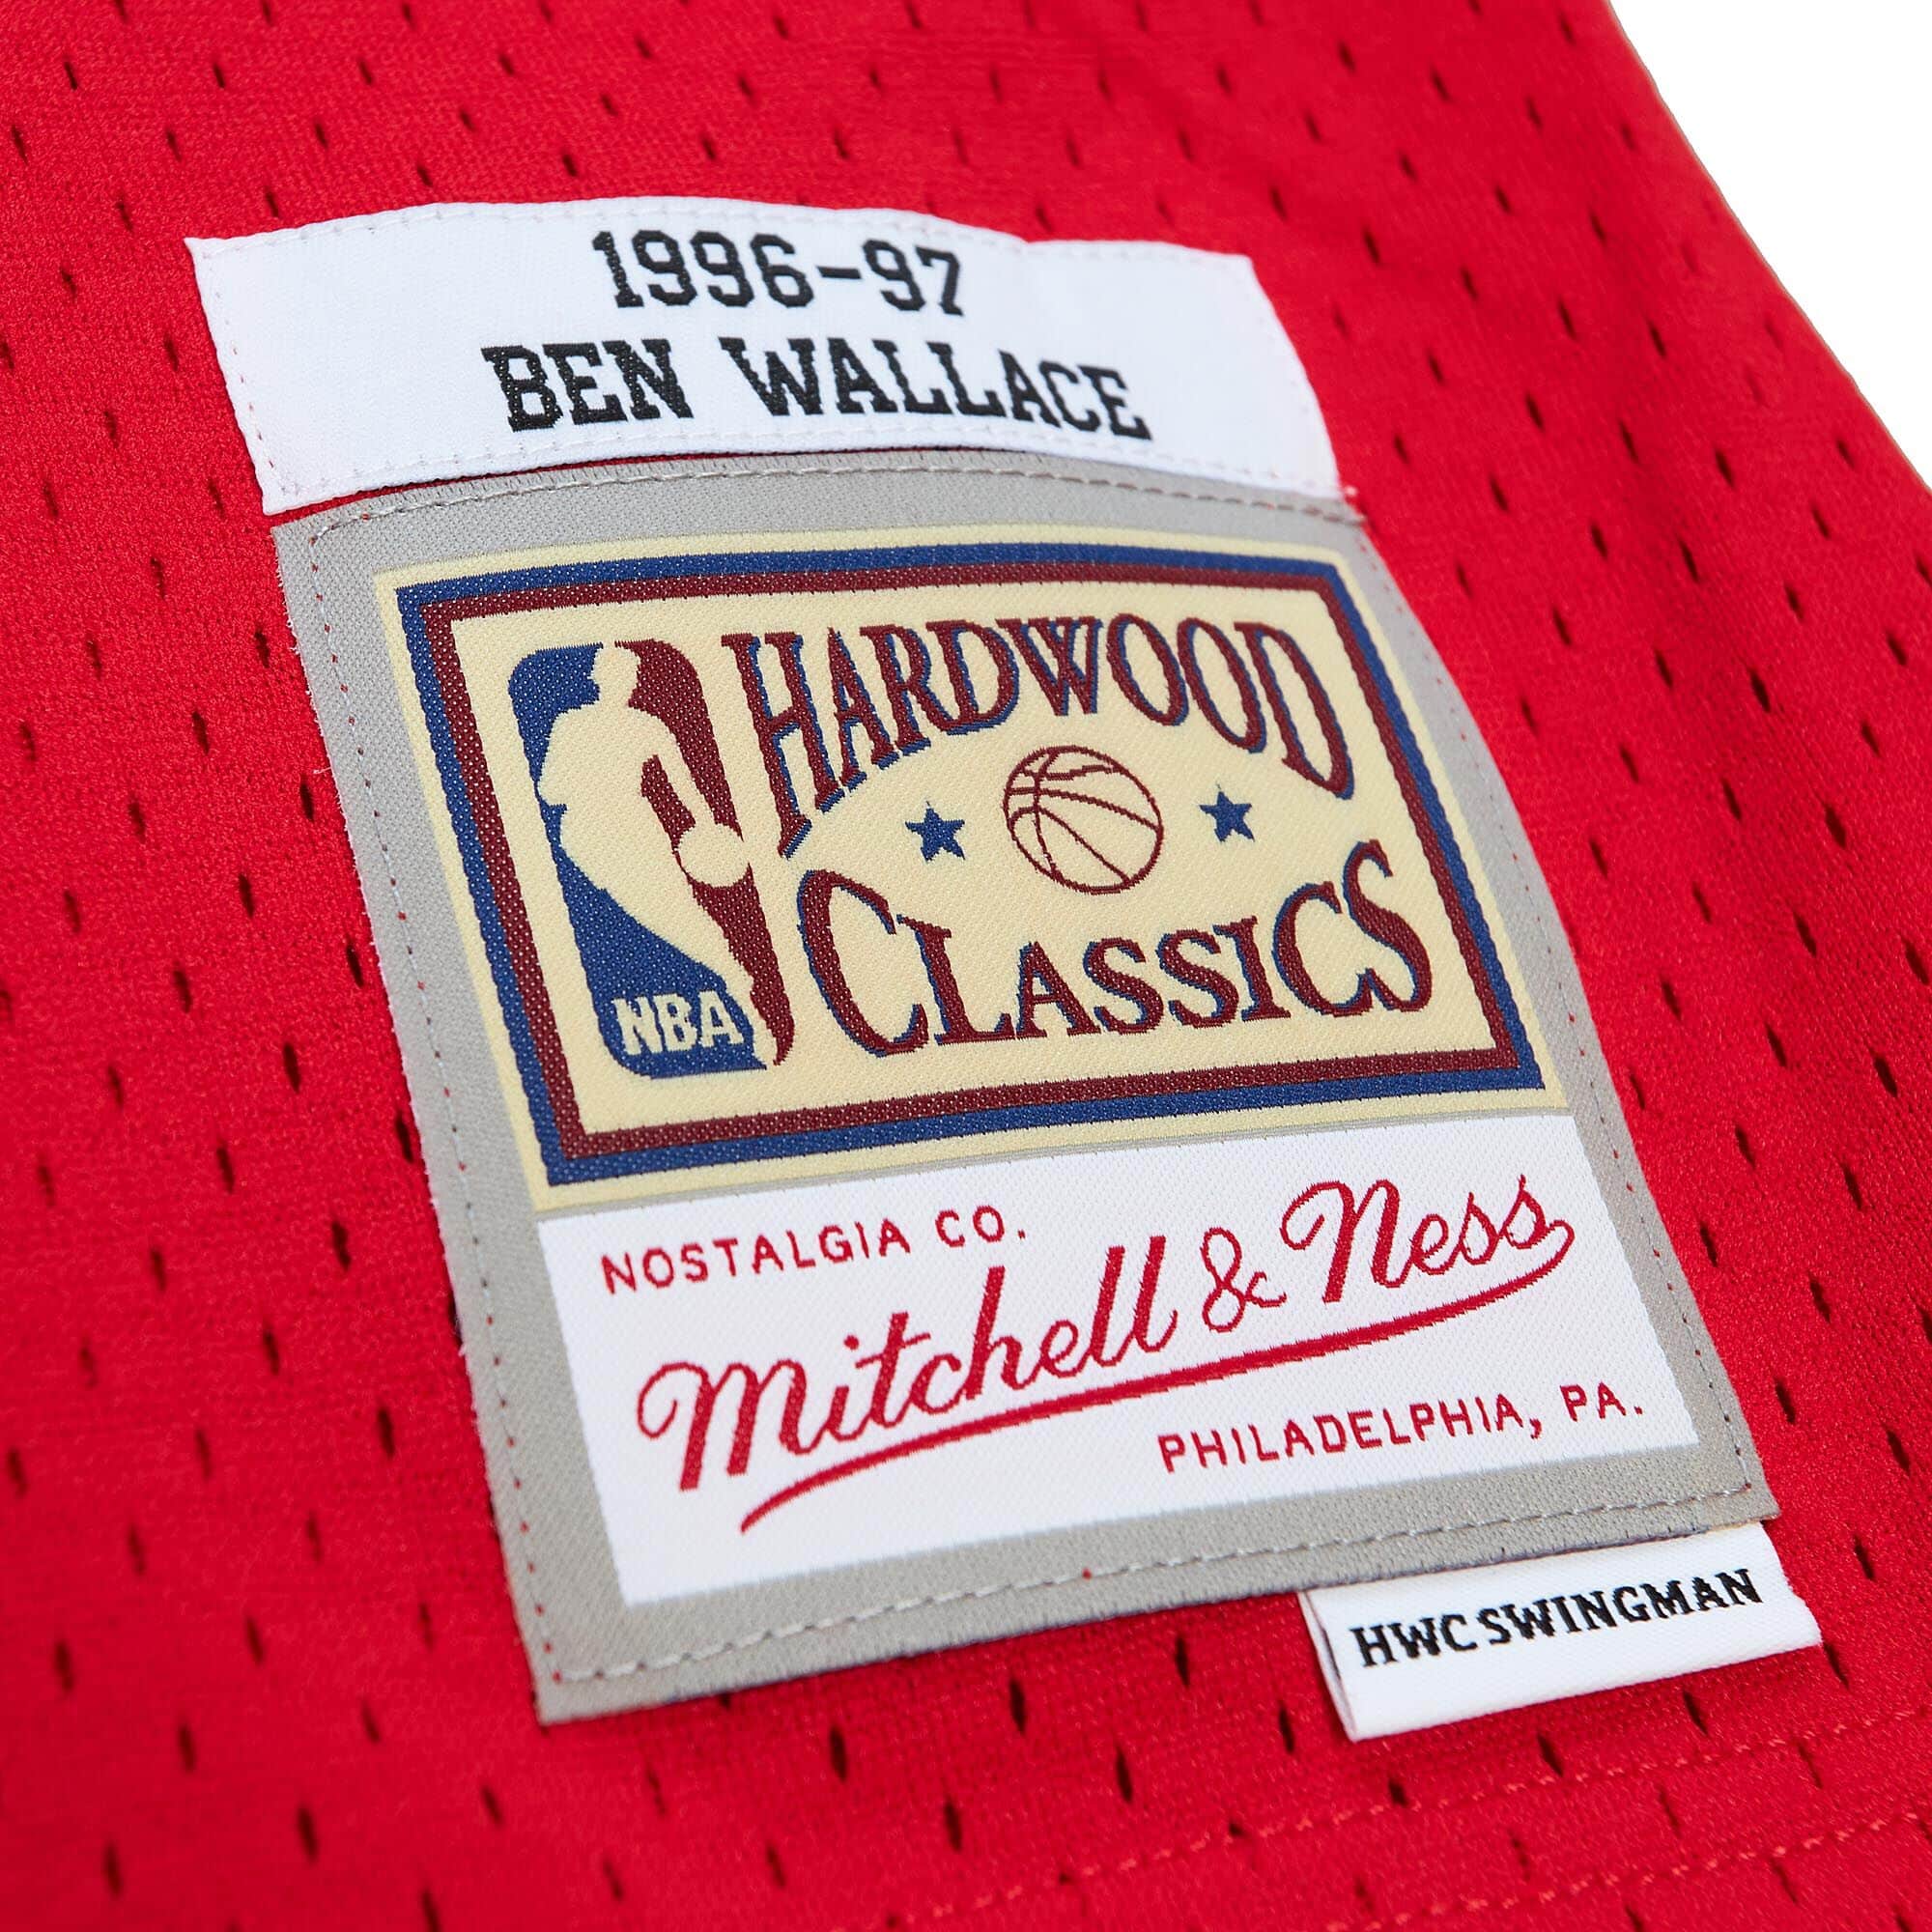 1996-97
BEN WALLACE
HARDWOOD
CLASSICS
NBA
NOSTALGIA CO.
Mitchell & Ness
PHILADELPHIA, PA.
HWC SWINGMAN